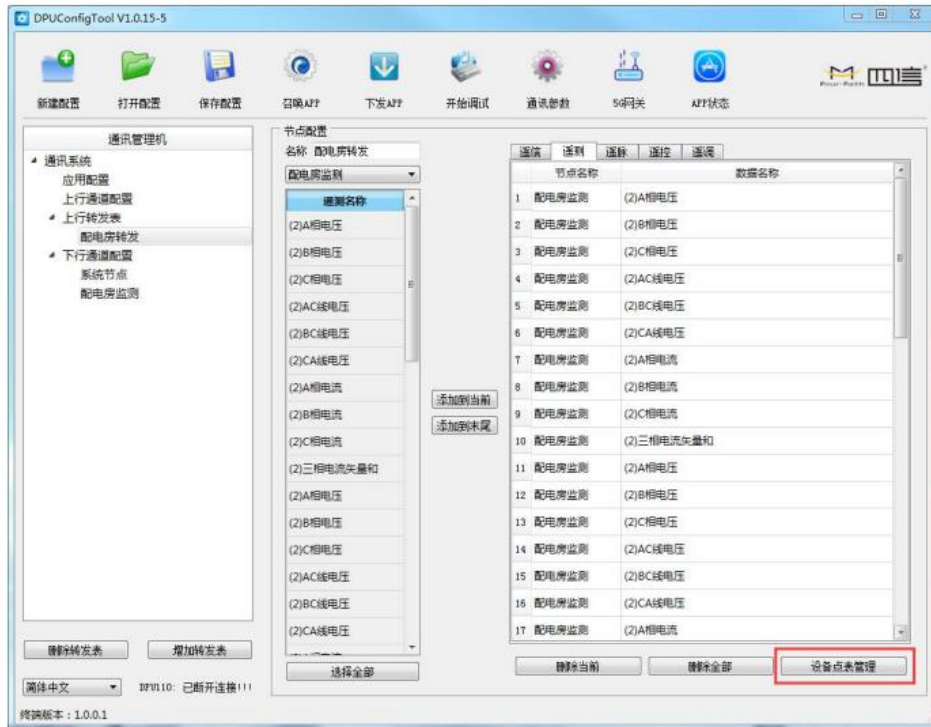 DPUConfigTool V1.0.15-5
新建配置 打开配置 保存配置 召唤APP 下发APP 开始调试 通讯参数 5G网关 APP状态
Four-Faith 四信
通讯管理机
通讯系统
应用配置
上行通道配置
上行转发表
配电房转发
下行通道配置
系统节点
配电房监测
删除转发表 增加转发表
简体中文 DPU110: 已断开连接!!!
终端版本:1.0.0.1
节点配置
名称 配电房转发
配电房监测
遥测名称
(2)A相电压
(2)B相电压
(2)C相电压
(2)AC线电压
(2)BC线电压
(2)CA线电压
(2)A相电流
(2)B相电流
(2)C相电流
(2)三相电流矢量和
(2)A相电压
(2)B相电压
(2)C相电压
(2)AC线电压
(2)BC线电压
(2)CA线电压
选择全部
添加到当前
添加到末尾
遥信 遥测 遥脉 遥控 遥调
节点名称 数据名称
1 配电房监测 (2)A相电压
2 配电房监测 (2)B相电压
3 配电房监测 (2)C相电压
4 配电房监测 (2)AC线电压
5 配电房监测 (2)BC线电压
6 配电房监测 (2)CA线电压
7 配电房监测 (2)A相电流
8 配电房监测 (2)B相电流
9 配电房监测 (2)C相电流
10 配电房监测 (2)三相电流矢量和
11 配电房监测 (2)A相电压
12 配电房监测 (2)B相电压
13 配电房监测 (2)C相电压
14 配电房监测 (2)AC线电压
15 配电房监测 (2)BC线电压
16 配电房监测 (2)CA线电压
17 配电房监测 (2)A相电流
删除当前 删除全部 设备点表管理